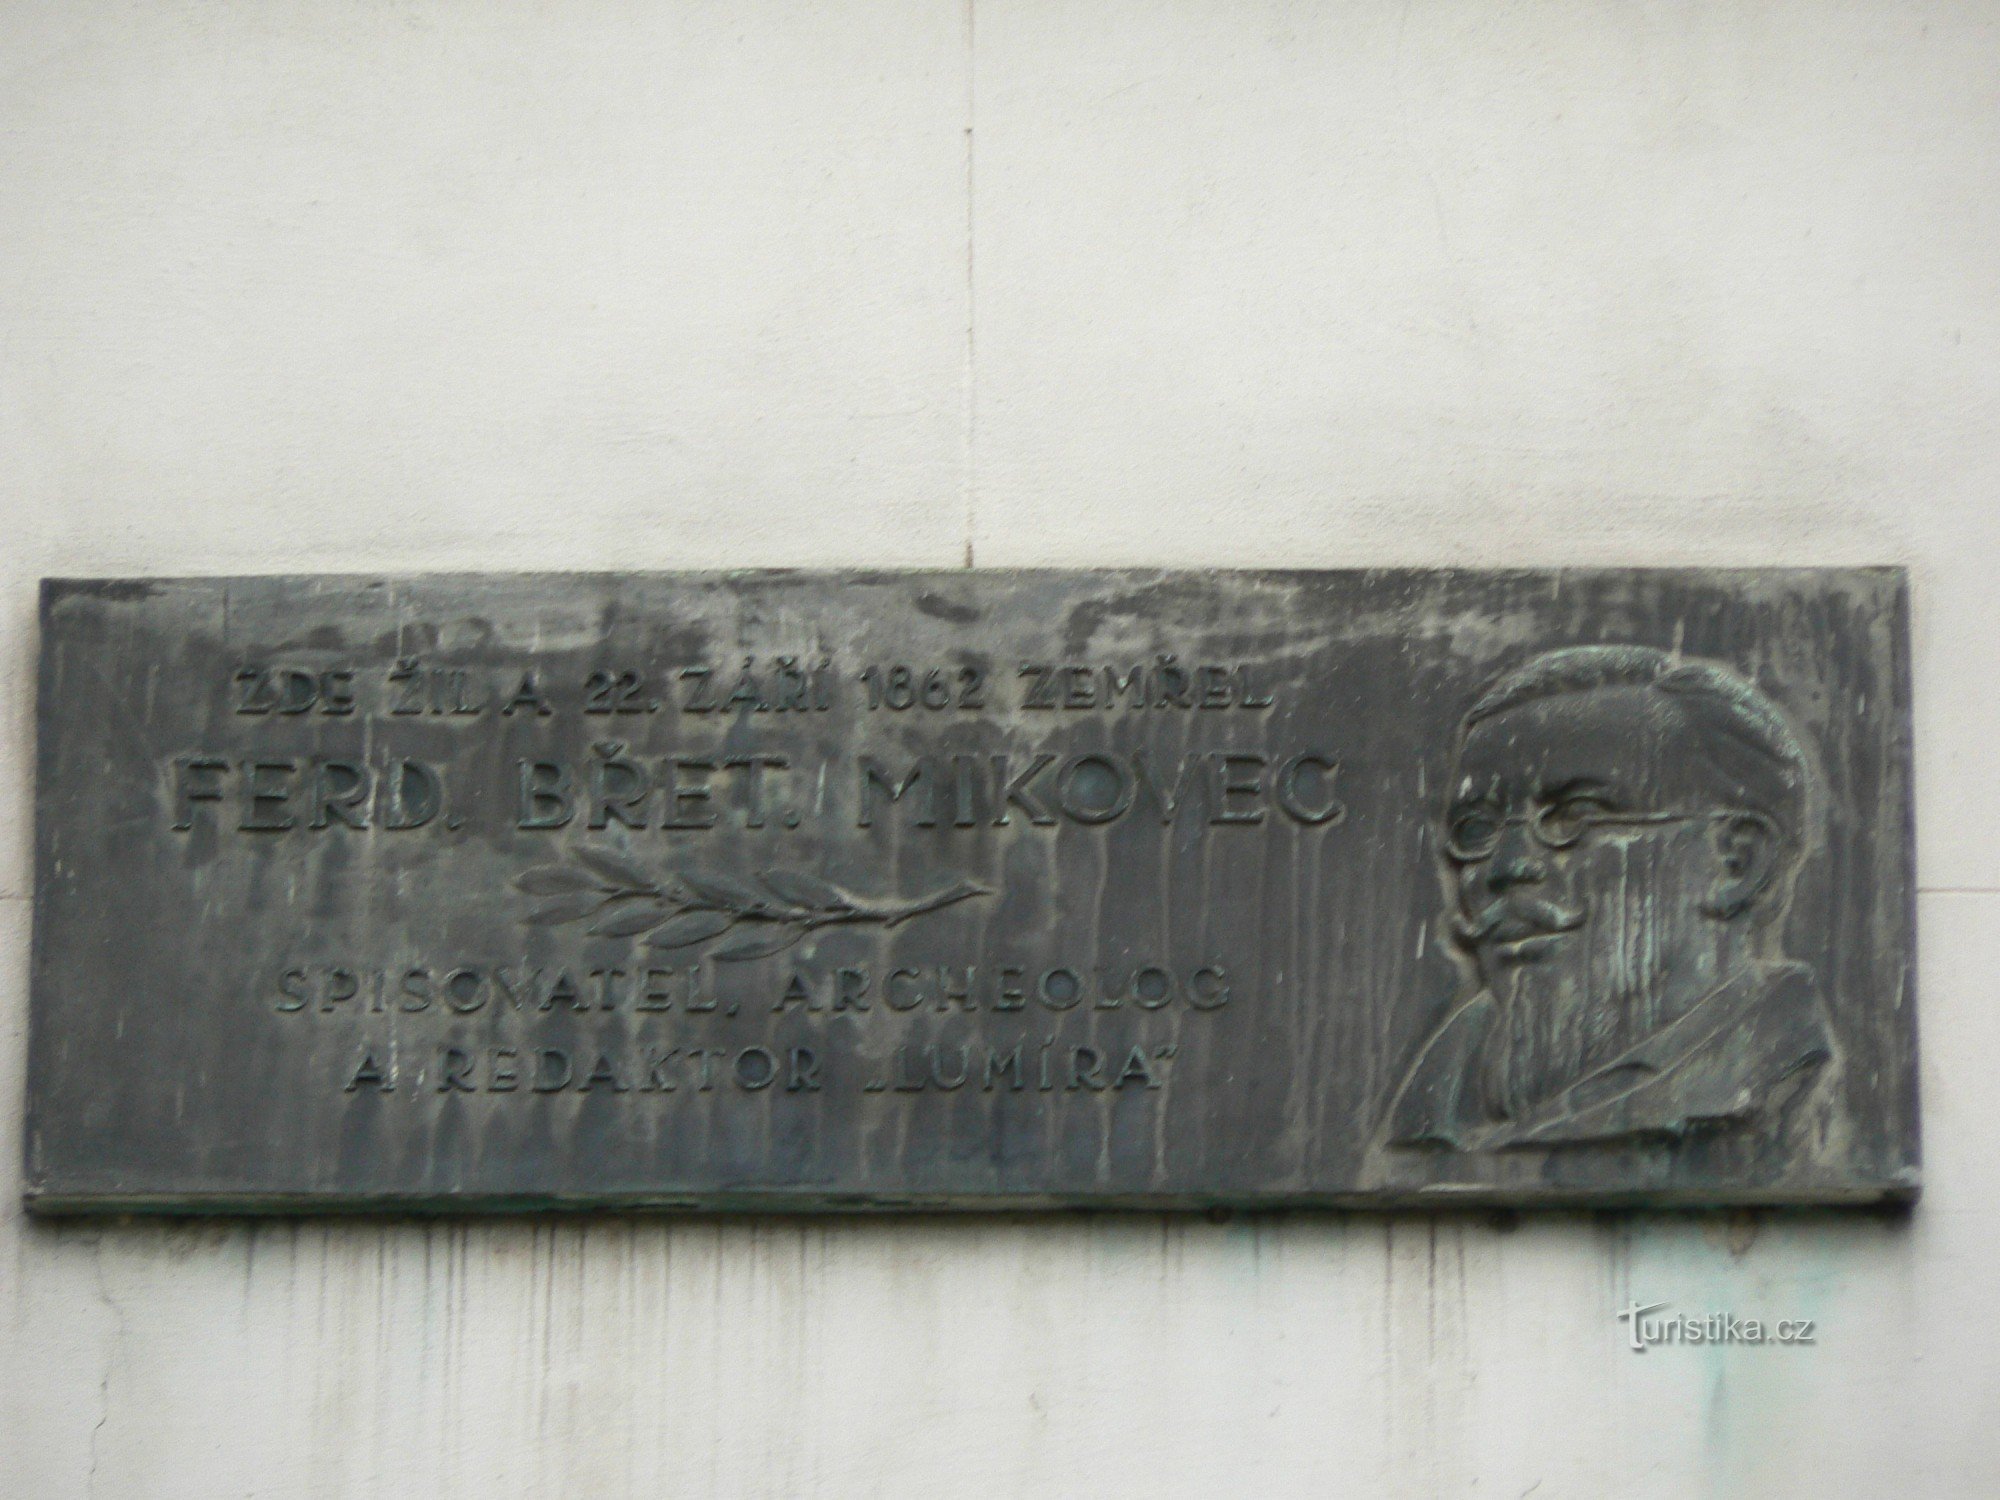 ZDE ŽIL A 22. ZÁŘÍ 1862 ZEMŘEL
FERD. BŘET. MIKOVEC
SPISOVATEL, ARCHEOLOG
A REDAKTOR „LUMÍRA“
Turistika.cz